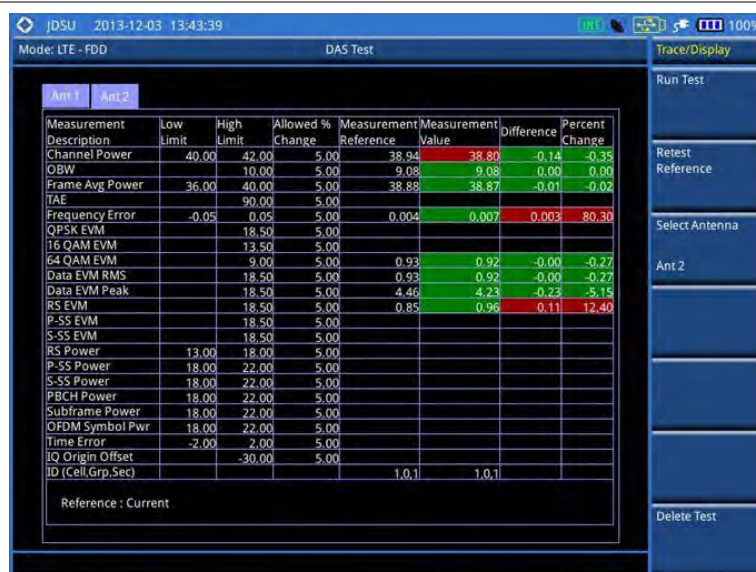 JDSU 2013-12-03 13:43:39 INT 100%
Mode: LTE - FDD DAS Test Trace/Display
Run Test
Ant 1 Ant 2
Measurement Description Low Limit High Limit Allowed % Change Measurement Reference Measurement Value Difference Percent Change
Channel Power 40.00 42.00 5.00 38.94 38.80 -0.14 -0.35
OBW 10.00 5.00 9.08 9.08 0.00 0.00
Frame Avg Power 36.00 40.00 5.00 38.88 38.87 -0.01 -0.02
TAE 90.00 5.00
Frequency Error -0.05 0.05 5.00 0.004 0.007 0.003 80.30
QPSK EVM 18.50 5.00
16 QAM EVM 13.50 5.00
64 QAM EVM 9.00 5.00 0.93 0.92 -0.00 -0.27
Data EVM RMS 18.50 5.00 0.93 0.92 -0.00 -0.27
Data EVM Peak 18.50 5.00 4.46 4.23 -0.23 -5.15
RS EVM 18.50 5.00 0.85 0.96 0.11 12.40
P-SS EVM 18.50 5.00
S-SS EVM 18.50 5.00
RS Power 13.00 18.00 5.00
P-SS Power 18.00 22.00 5.00
S-SS Power 18.00 22.00 5.00
PBCH Power 18.00 22.00 5.00
Subframe Power 18.00 22.00 5.00
OFDM Symbol Pwr 18.00 22.00 5.00
Time Error -2.00 2.00 5.00
IQ Origin Offset -30.00 5.00
ID (Cell,Grp,Sec) 1,0,1 1,0,1
Reference : Current
Retest
Reference
Select Antenna
Ant 2
Delete Test